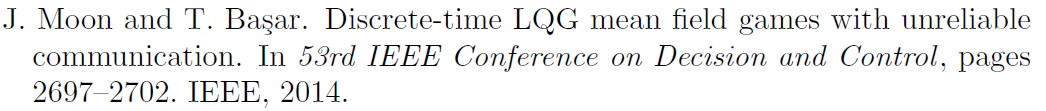 J. Moon and T. Başar. Discrete-time LQG mean field games with unreliable
communication. In 53rd IEEE Conference on Decision and Control, pages
2697–2702. IEEE, 2014.